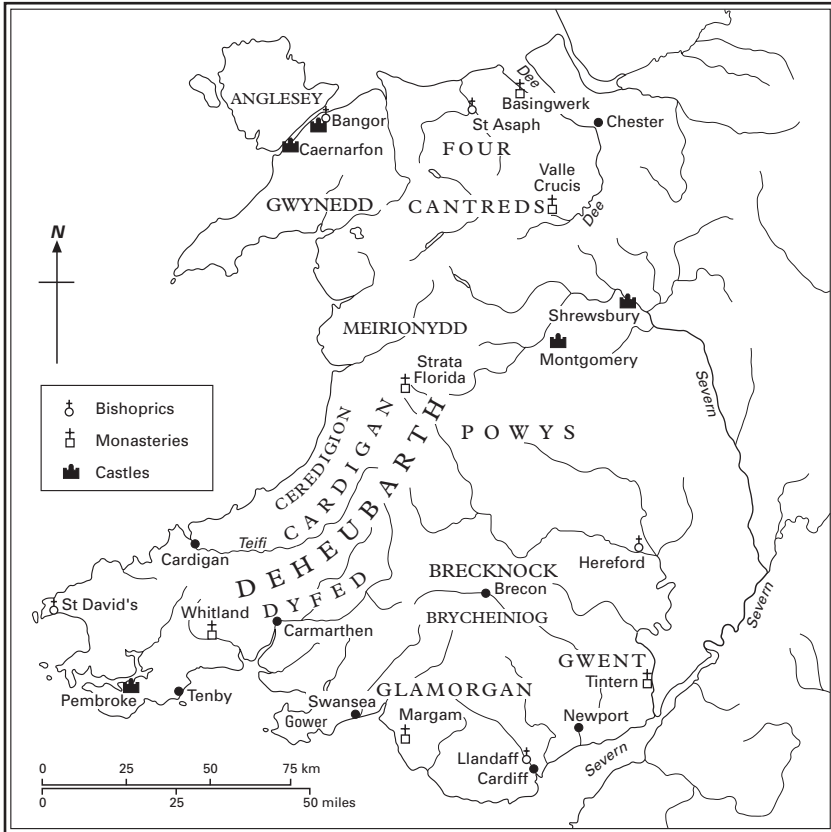 Dee
Basingwerk
ANGLESEY
Bangor
St Asaph
Chester
Caernarfon
FOUR
Valle
Crucis
GWYNEDD
CANTREDS
Dee
N
Shrewsbury
MEIRIONYDD
Montgomery
Strata
Florida
Severn
Bishoprics
Monasteries
Castles
POWYS
CEREDIGION
CARDIGAN
DEHEUBARTH
Teifi
Cardigan
Hereford
BRECKNOCK
Brecon
DYFED
St David's
Whitland
BRYCHEINIOG
Severn
Carmarthen
GWENT
Tintern
Pembroke
Tenby
GLAMORGAN
Swansea
Gower
Margam
Newport
Llandaff
Cardiff
Severn
0 25 50 75 km
0 25 50 miles